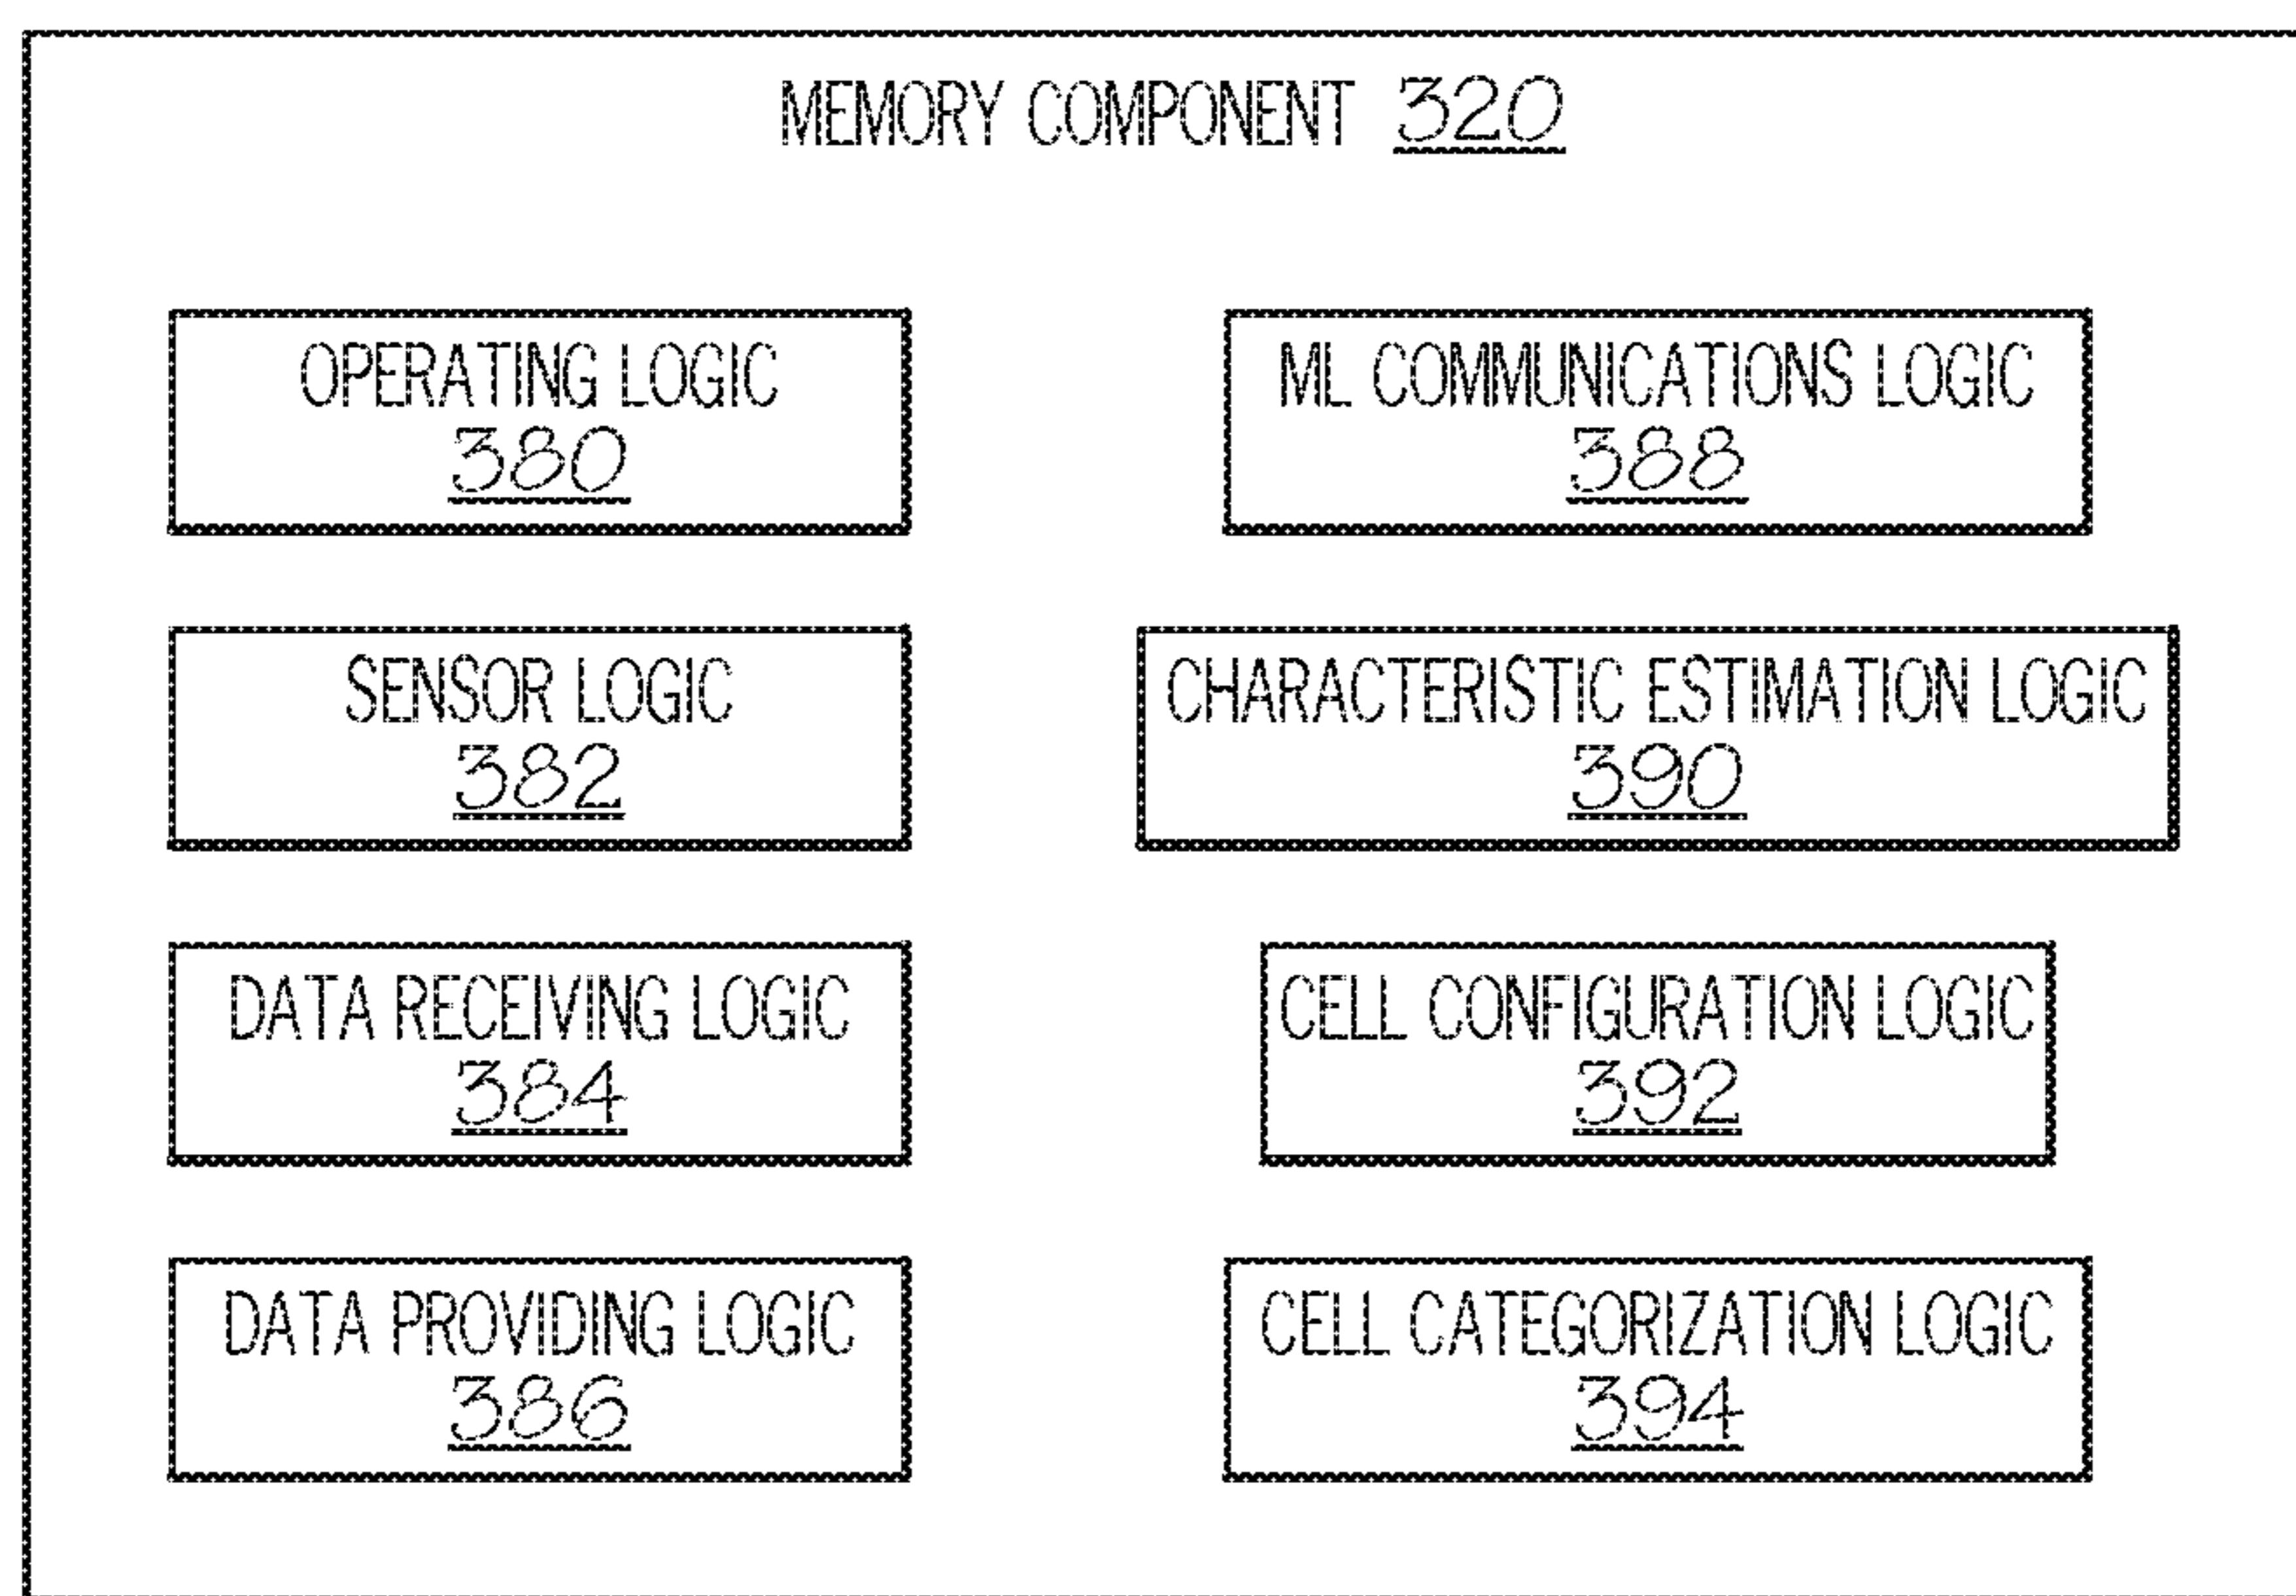 MEMORY COMPONENT 320
OPERATING LOGIC
380
SENSOR LOGIC
382
DATA RECEIVING LOGIC
384
DATA PROVIDING LOGIC
386
ML COMMUNICATIONS LOGIC
388
CHARACTERISTIC ESTIMATION LOGIC
390
CELL CONFIGURATION LOGIC
392
CELL CATEGORIZATION LOGIC
394